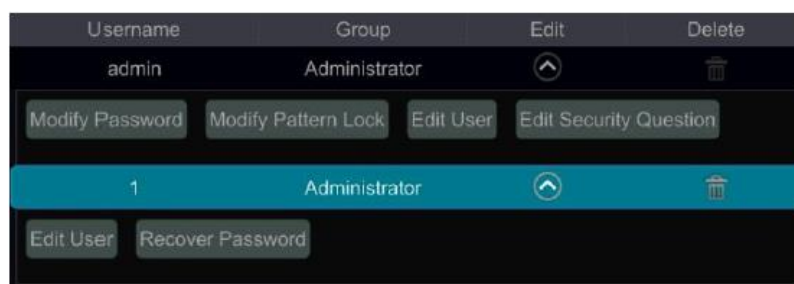 Username Group Edit Delete
admin Administrator
Modify Password Modify Pattern Lock Edit User Edit Security Question
1 Administrator
Edit User Recover Password